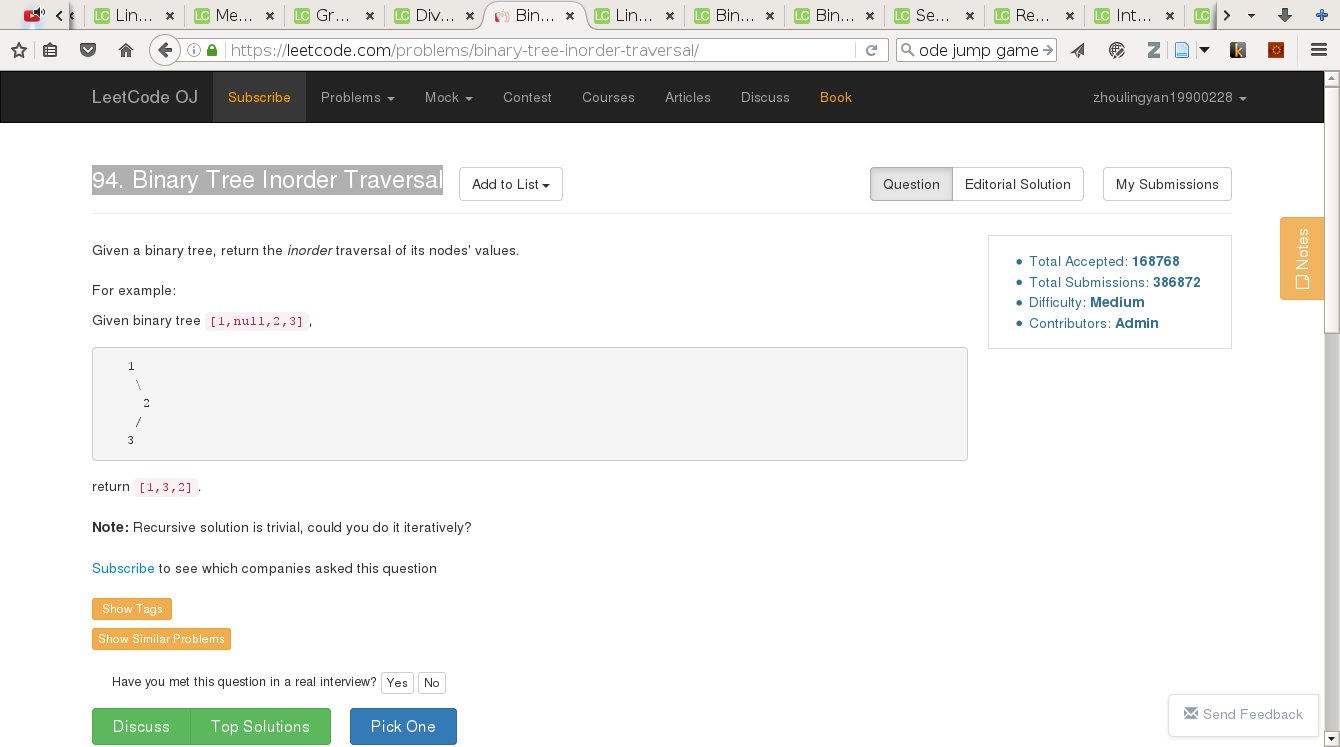 Lin... Me... Gr... Div... Bin... Lin... Bin... Bin... Se... Re... Int...
https://leetcode.com/problems/binary-tree-inorder-traversal/ ode jump game
LeetCode OJ Subscribe Problems Mock Contest Courses Articles Discuss Book zhoulingyan19900228
94. Binary Tree Inorder Traversal Add to List Question Editorial Solution My Submissions
Given a binary tree, return the inorder traversal of its nodes' values.
Total Accepted: 168768
Total Submissions: 386872
Difficulty: Medium
Contributors: Admin
Notes
For example:
Given binary tree [1,null,2,3],
1
\
2
/
3
return [1,3,2].
Note: Recursive solution is trivial, could you do it iteratively?
Subscribe to see which companies asked this question
Show Tags
Show Similar Problems
Have you met this question in a real interview? Yes No
Discuss Top Solutions Pick One
Send Feedback